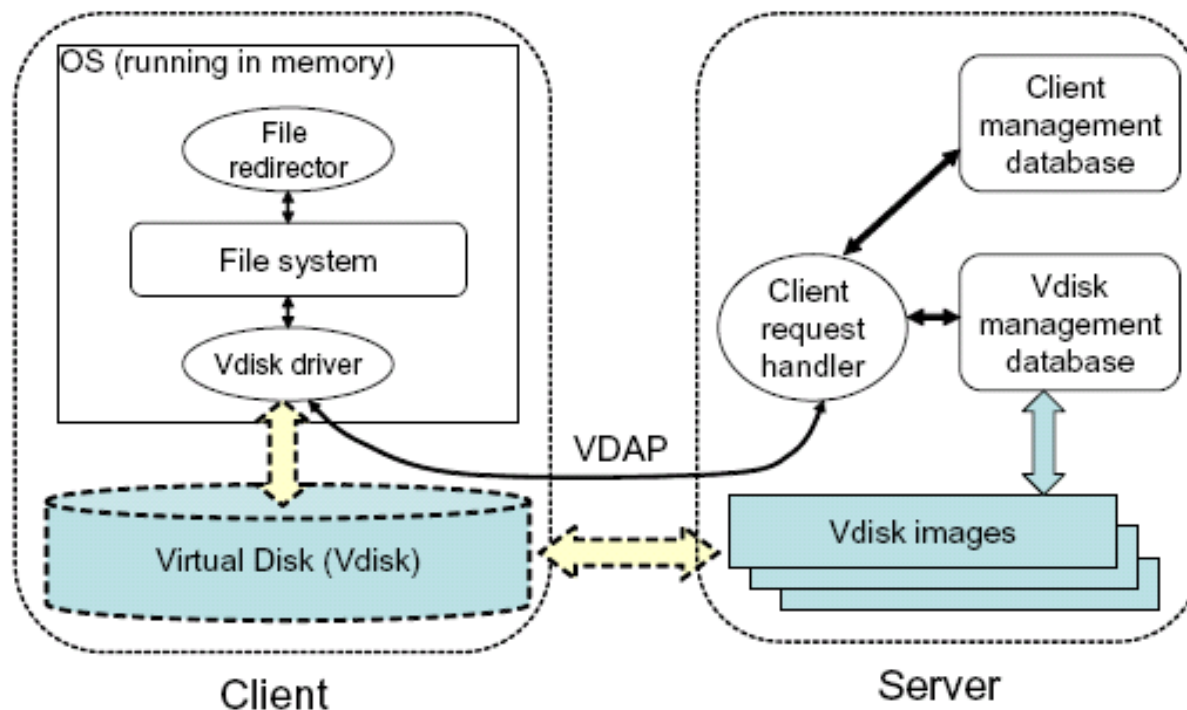 OS (running in memory)
File
redirector
File system
Vdisk driver
Virtual Disk (Vdisk)
Client
VDAP
Client
management
database
Client
request
handler
Vdisk
management
database
Vdisk images
Server